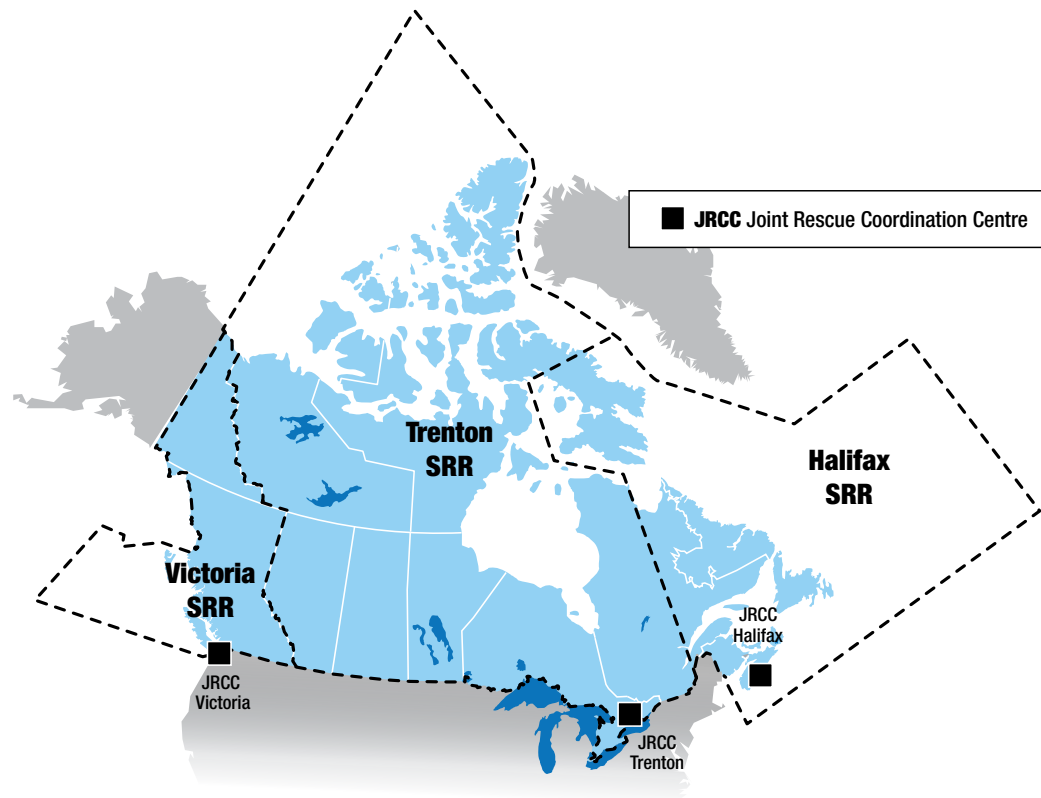 JRCC Joint Rescue Coordination Centre
Trenton
SRR
Halifax
SRR
Victoria
SRR
JRCC
Halifax
JRCC
Victoria
JRCC
Trenton